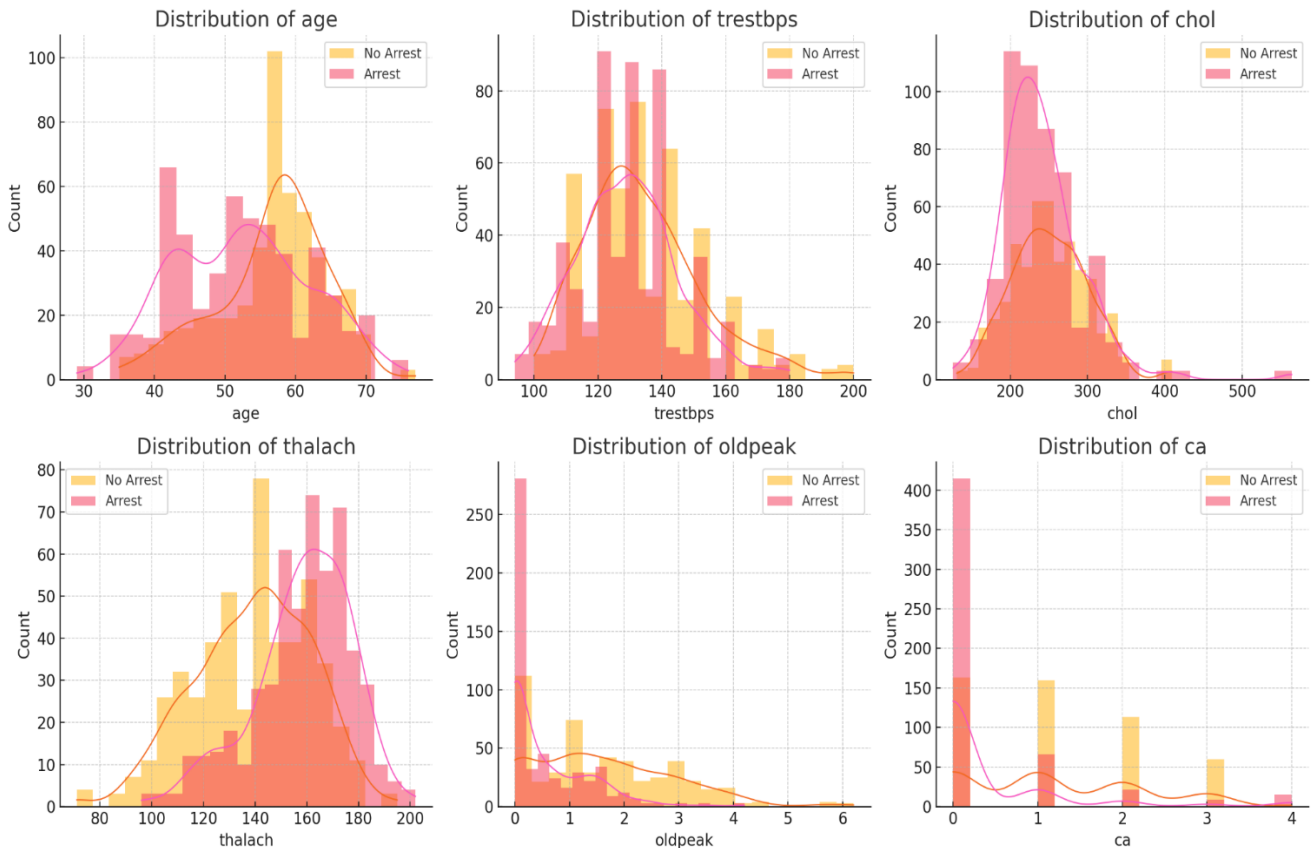 Distribution of age
No Arrest
Arrest
100
80
60
40
20
0
Count
30 40 50 60 70
age
Distribution of trestbps
No Arrest
Arrest
80
60
40
20
0
Count
100 120 140 160 180 200
trestbps
Distribution of chol
No Arrest
Arrest
100
80
60
40
20
0
Count
200 300 400 500
chol
Distribution of thalach
No Arrest
Arrest
80
70
60
50
40
30
20
10
0
Count
80 100 120 140 160 180 200
thalach
Distribution of oldpeak
No Arrest
Arrest
250
200
150
100
50
0
Count
0 1 2 3 4 5 6
oldpeak
Distribution of ca
No Arrest
Arrest
400
350
300
250
200
150
100
50
0
Count
0 1 2 3 4
ca